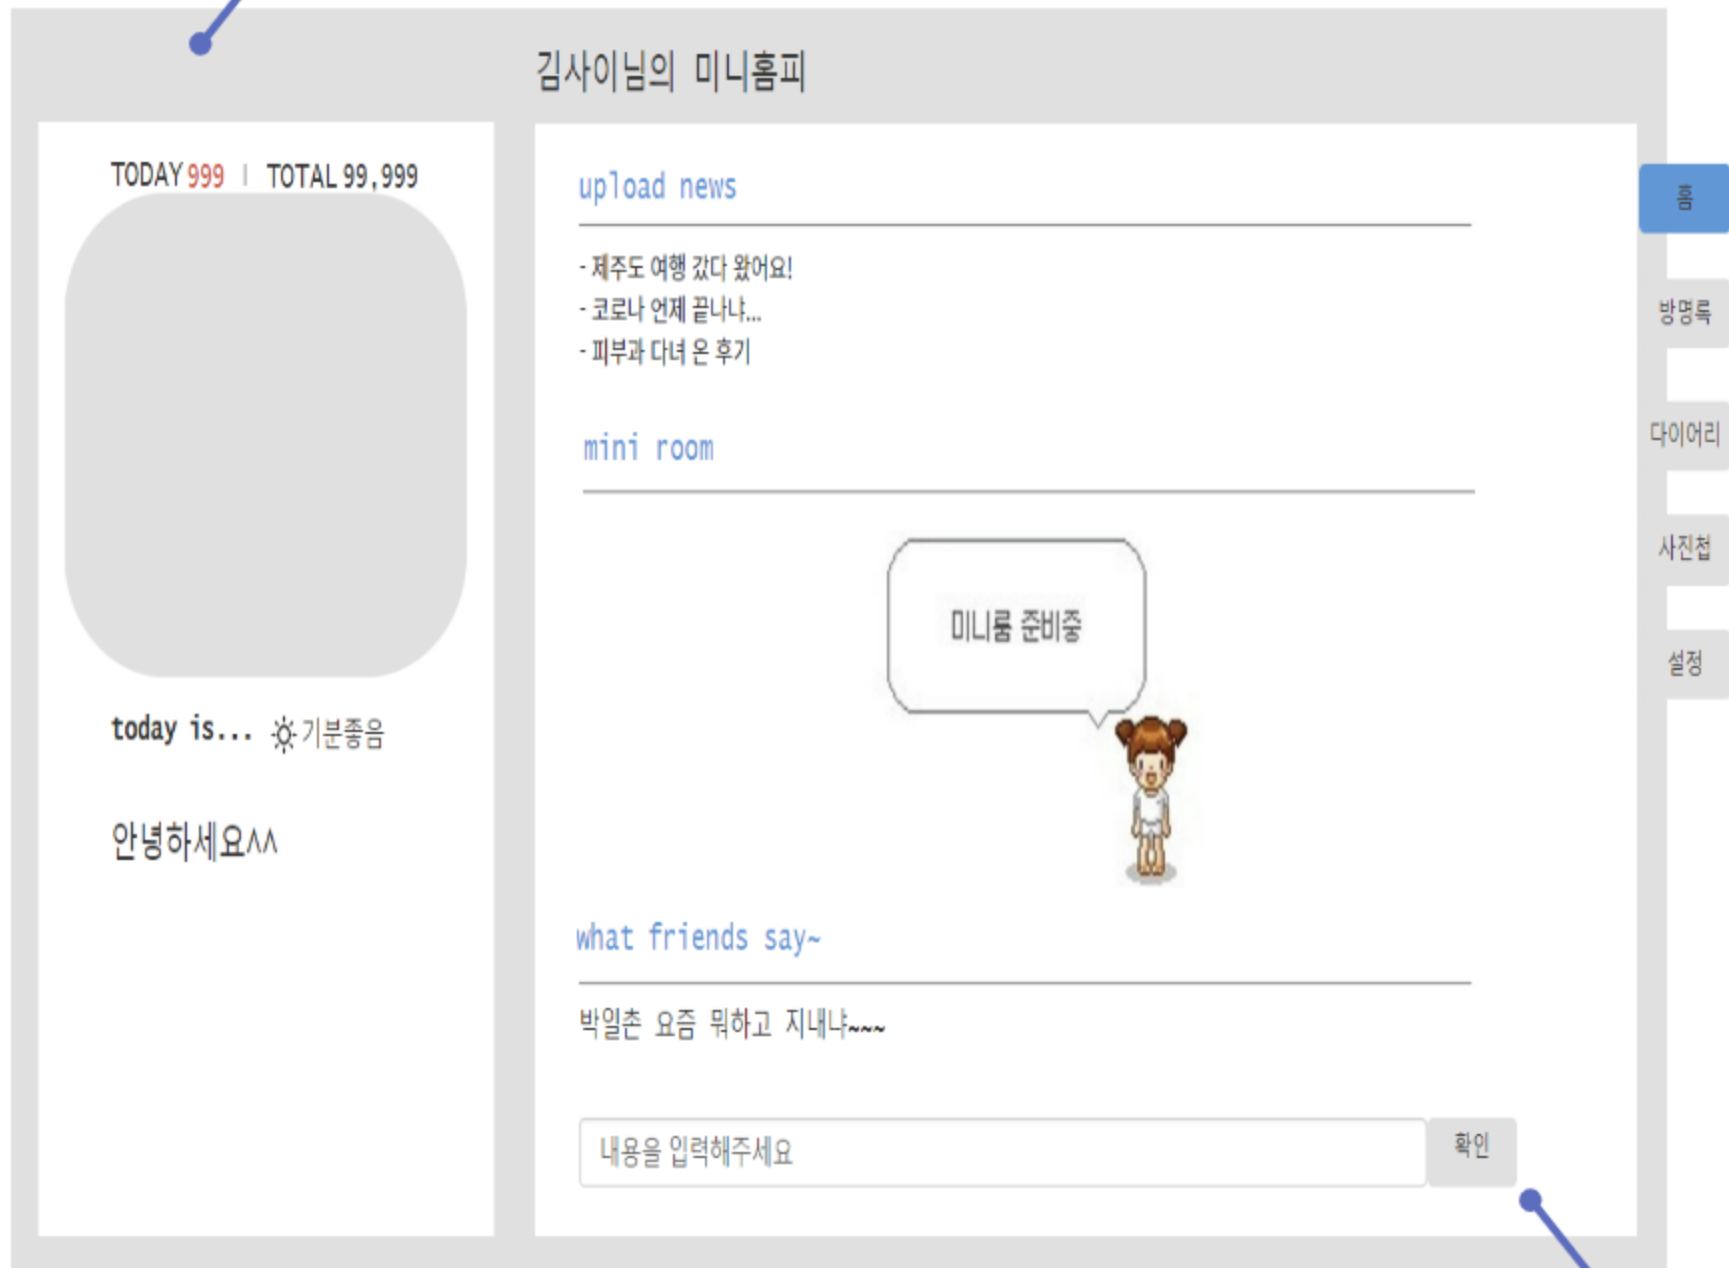 김사이님의 미니홈피
TODAY 999 | TOTAL 99,999
today is... 기분좋음
안녕하세요^^
upload news
- 제주도 여행 갔다 왔어요!
- 코로나 언제 끝나냐...
- 피부과 다녀 온 후기
mini room
미니룸 준비중
what friends say~
박일촌 요즘 뭐하고 지내냐~~~
내용을 입력해주세요
확인
홈
방명록
다이어리
사진첩
설정